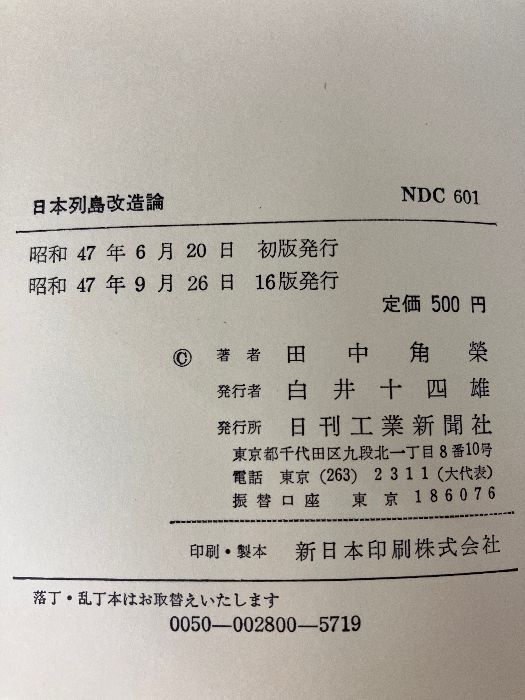 日本列島改造論 NDC 601
昭和 47 年 6 月 20 日 初版発行
昭和 47 年 9 月 26 日 16版発行
定価 500 円
© 著者 田中角榮
発行者 白井十四雄
発行所 日刊工業新聞社
東京都千代田区九段北一丁目8番10号
電話 東京 (263) 2311 (大代表)
振替口座 東京 186076
印刷・製本 新日本印刷株式会社
落丁・乱丁本はお取替えいたします
0050—002800—5719